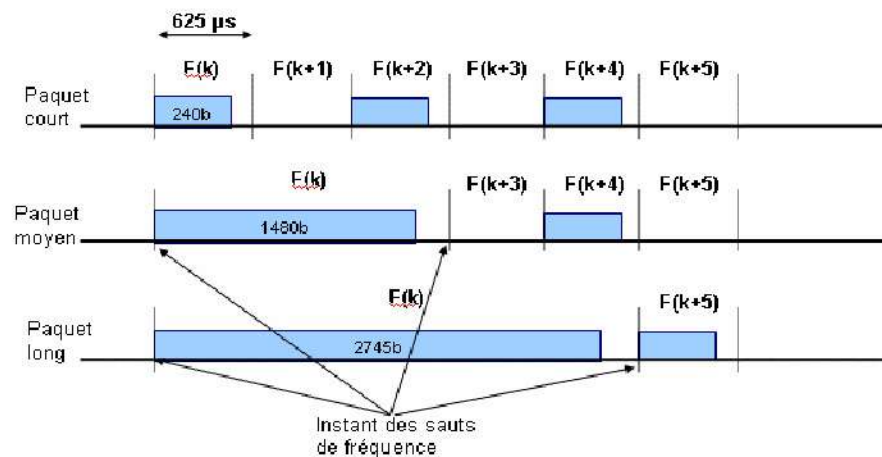 625 µs
F(k) F(k+1) F(k+2) F(k+3) F(k+4) F(k+5)
Paquet
court
240b
F(k) F(k+3) F(k+4) F(k+5)
Paquet
moyen
1480b
F(k) F(k+5)
Paquet
long
2745b
Instant des sauts
de fréquence